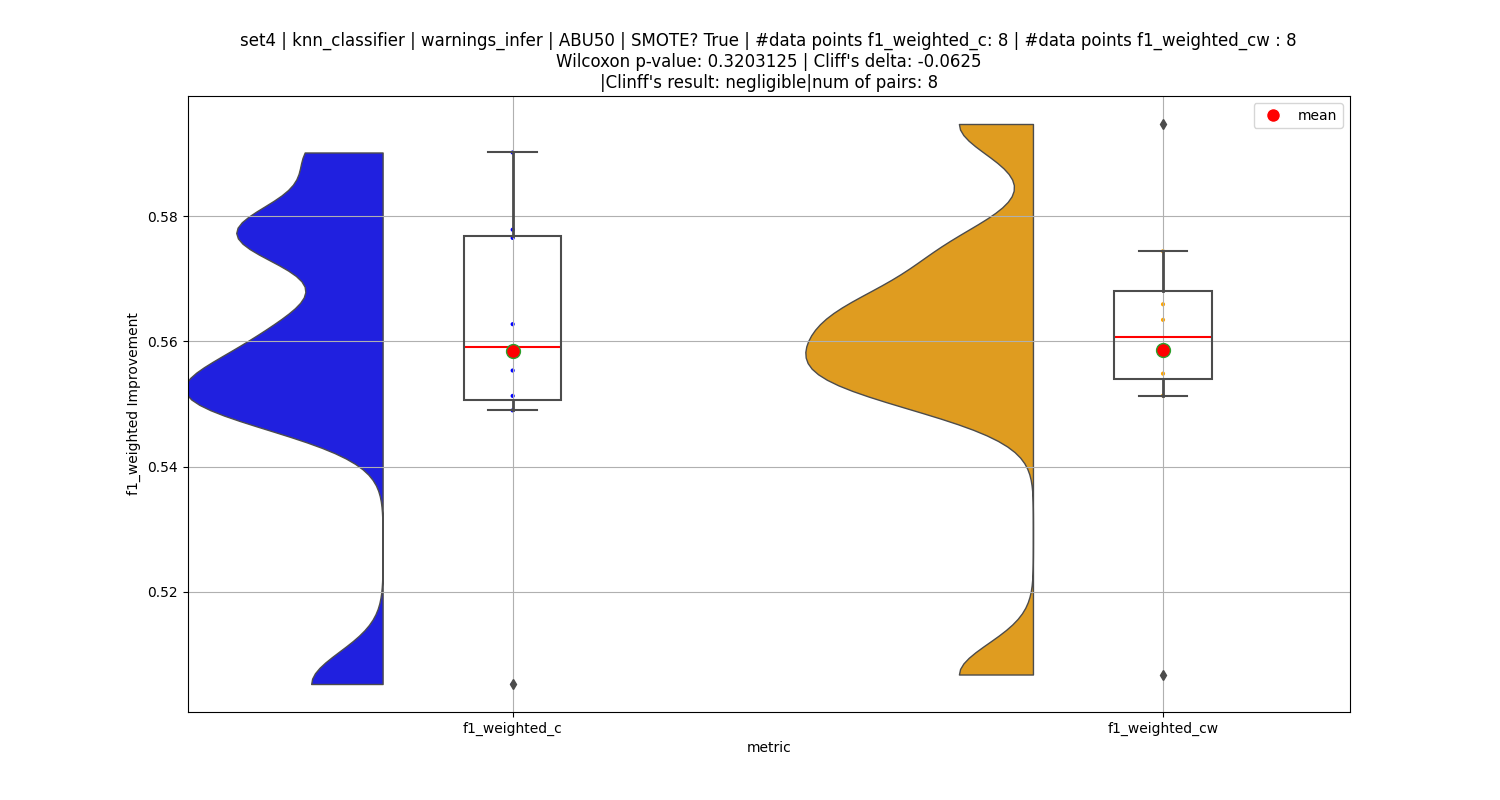 set4 | knn_classifier | warnings_infer | ABU50 | SMOTE? True | #data points f1_weighted_c: 8 | #data points f1_weighted_cw : 8
Wilcoxon p-value: 0.3203125 | Cliff's delta: -0.0625
|Clinff's result: negligible|num of pairs: 8
mean
0.58
0.56
0.54
0.52
f1_weighted Improvement
f1_weighted_c
f1_weighted_cw
metric